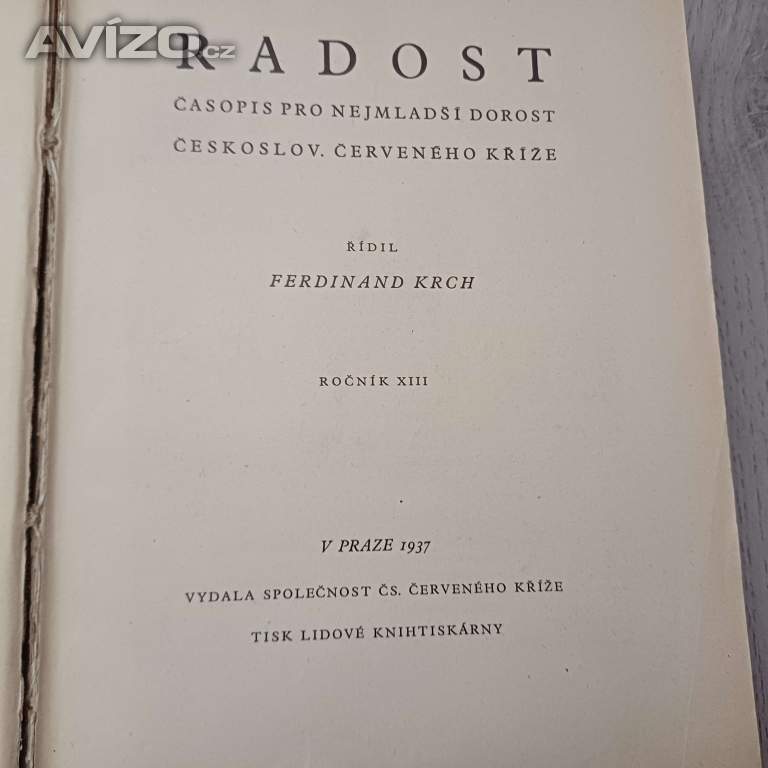 AVÍZO.cz
RADOST
ČASOPIS PRO NEJMLADŠÍ DOROST
ČESKOSLOV. ČERVENÉHO KŘÍŽE
ŘÍDIL
FERDINAND KRCH
ROČNÍK XIII
V PRAZE 1937
VYDALA SPOLEČNOST ČS. ČERVENÉHO KŘÍŽE
TISK LIDOVÉ KNIHTISKÁRNY